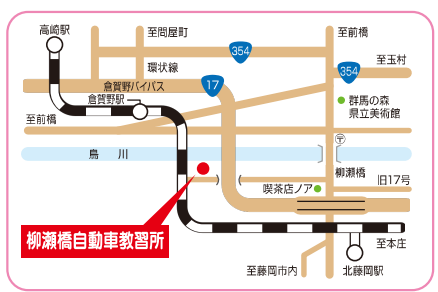 高崎駅
至問屋町
至前橋
354
環状線
至玉村
354
倉賀野バイパス
17
倉賀野駅
群馬の森
県立美術館
至前橋
〒
烏川
柳瀬橋
旧17号
喫茶店ノア
柳瀬橋自動車教習所
至本庄
至藤岡市内
北藤岡駅